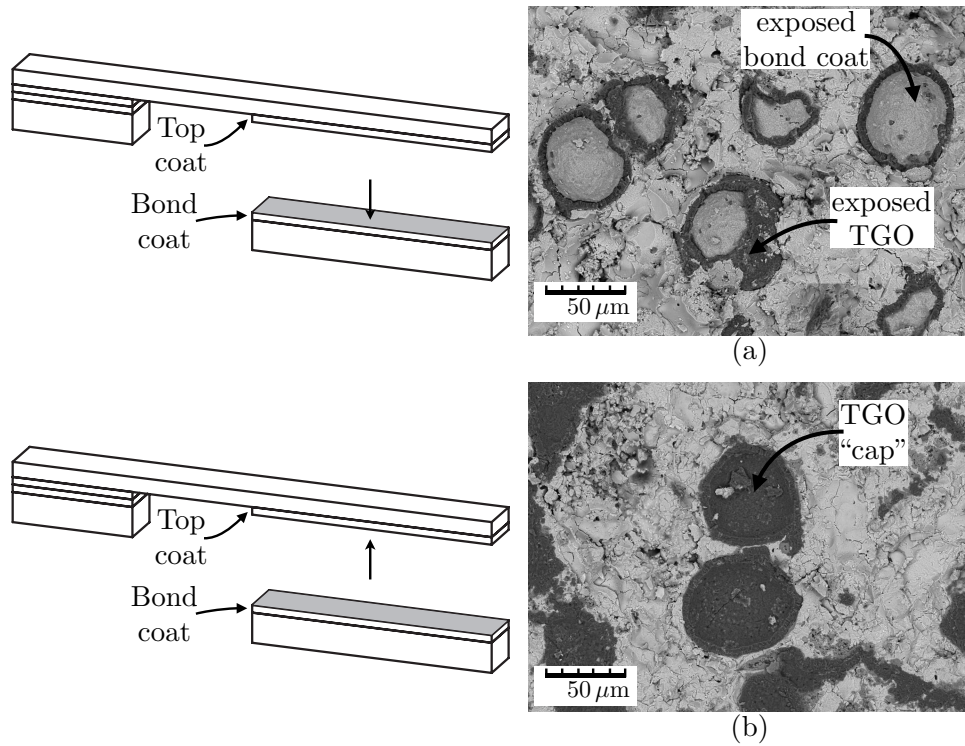 Top
coat
Bond
coat
exposed
bond coat
exposed
TGO
50 μm
(a)
Top
coat
Bond
coat
TGO
“cap”
50 μm
(b)